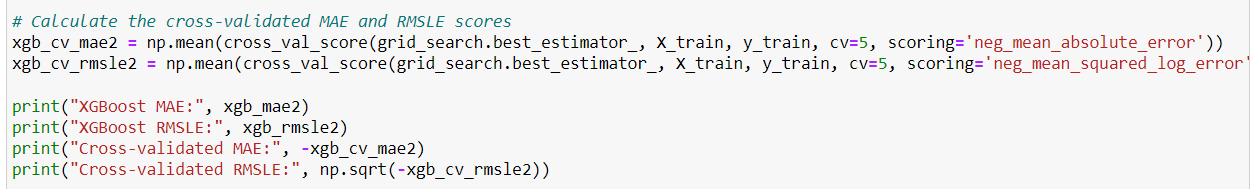 # Calculate the cross-validated MAE and RMSLE scores
xgb_cv_mae2 = np.mean(cross_val_score(grid_search.best_estimator_, X_train, y_train, cv=5, scoring='neg_mean_absolute_error'))
xgb_cv_rmsle2 = np.mean(cross_val_score(grid_search.best_estimator_, X_train, y_train, cv=5, scoring='neg_mean_squared_log_error'
print("XGBoost MAE:", xgb_mae2)
print("XGBoost RMSLE:", xgb_rmsle2)
print("Cross-validated MAE:", -xgb_cv_mae2)
print("Cross-validated RMSLE:", np.sqrt(-xgb_cv_rmsle2))